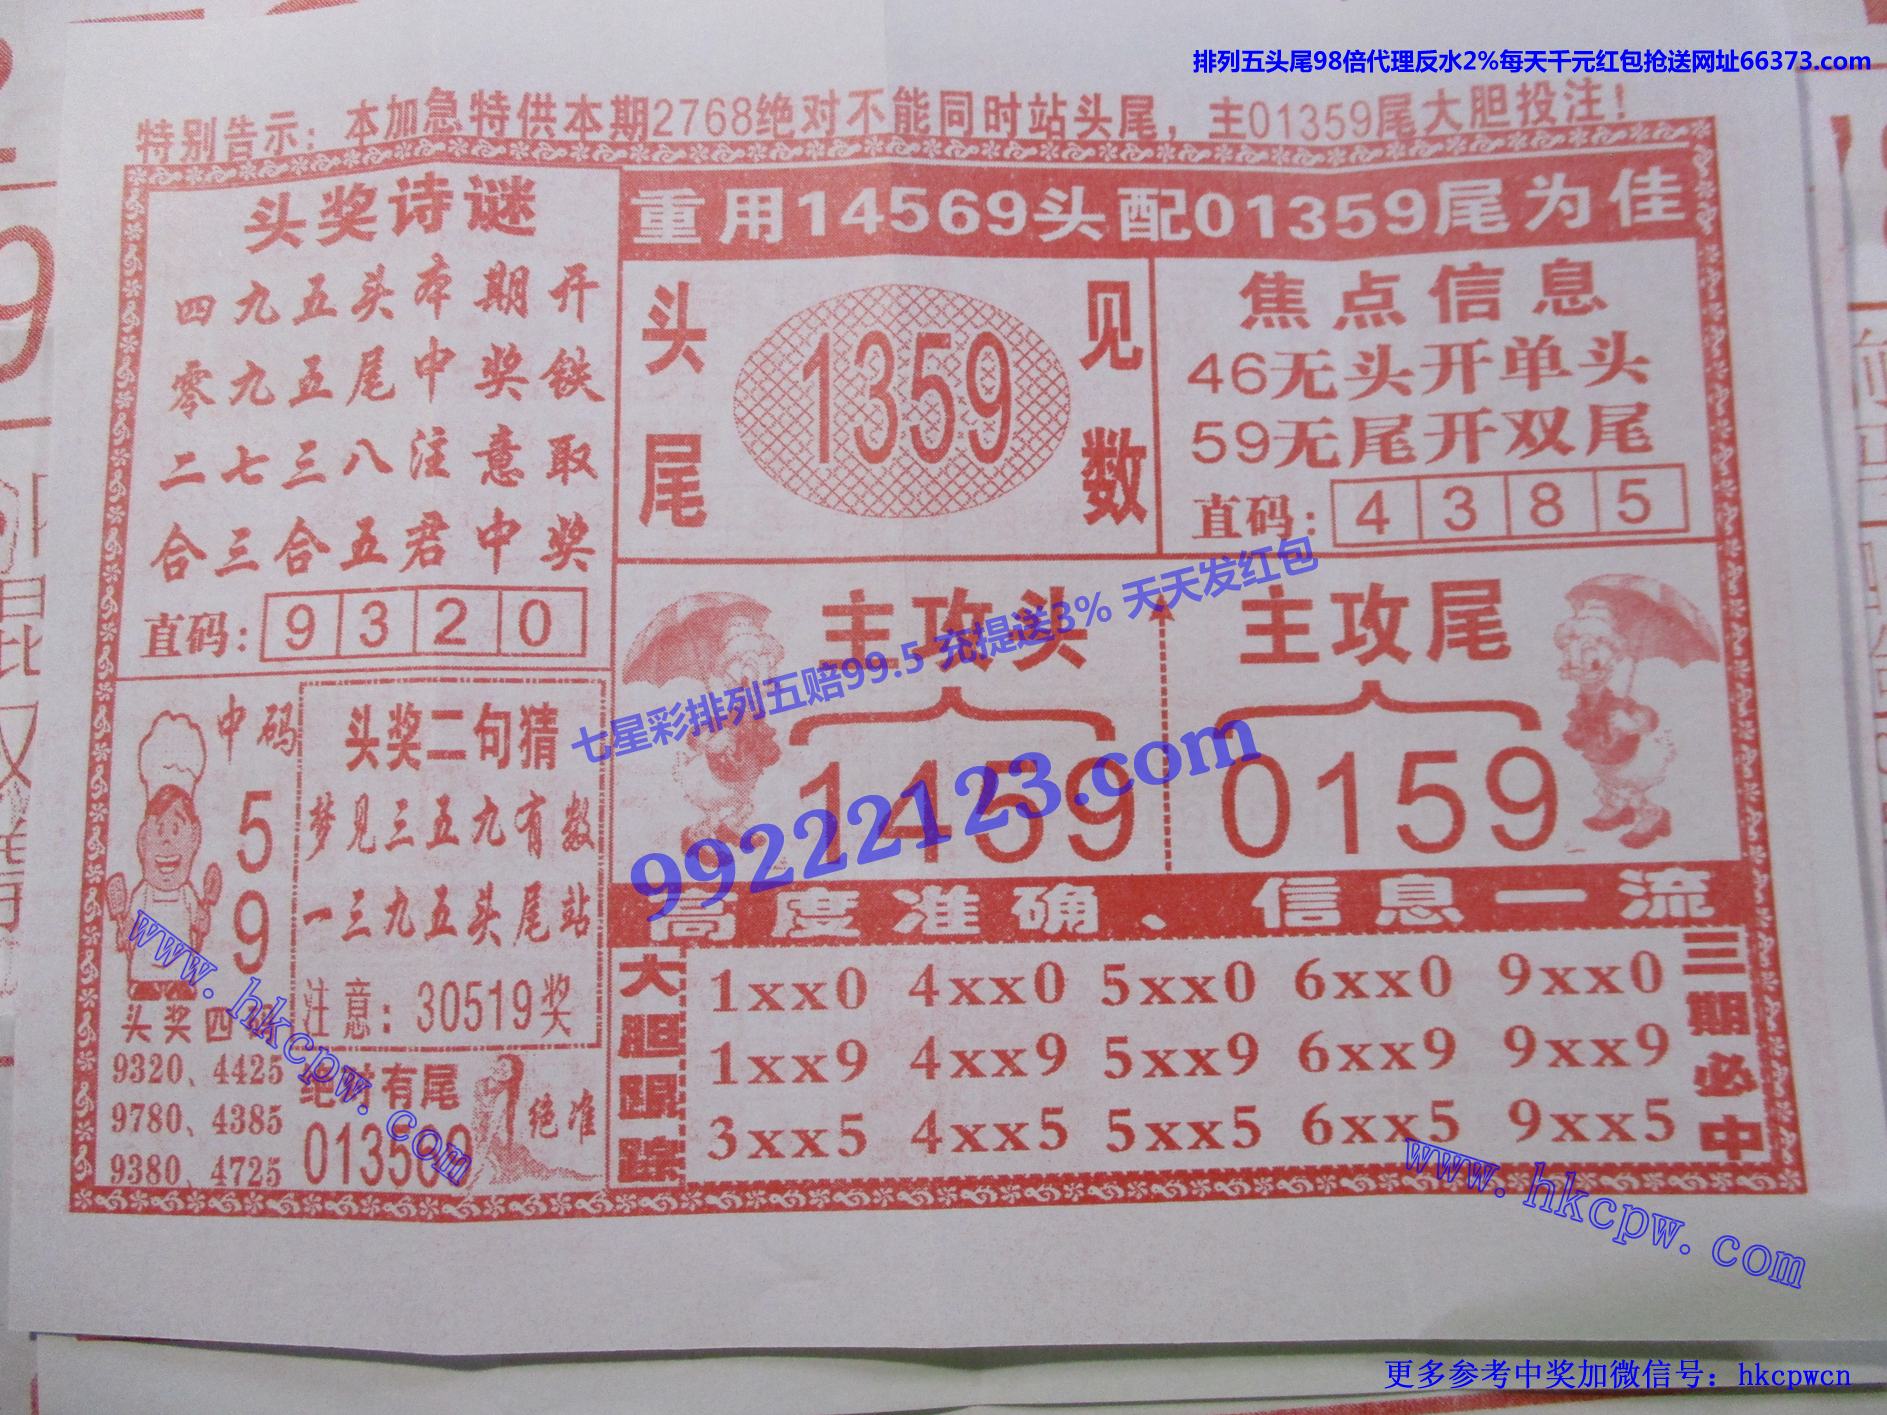 排列五头尾98倍代理反水2%每天千元红包抢送网址66373.com
特别告示：本加急特供本期2768绝对不能同时站头尾，主01359尾大胆投注！
头奖诗谜
四九五头本期开
零九五尾中奖铁
二七三八注意取
合三合五君中奖
直码：9320
重用14569头配01359尾为佳
头尾
1359
见数
焦点信息
46无头开单头
59无尾开双尾
直码：4385
主攻头
1459
主攻尾
0159
七星彩排列五赔99.5 充提送3% 天天发红包
99222123.com
中码
5
9
头奖二句猜
梦见三五九有数
一三九五头尾站
注意：30519奖
头奖四
9320、4425
9780、4385
9380、4725
绝对有尾
绝准
高度准确、信息一流
大胆跟踪
1xx0 4xx0 5xx0 6xx0 9xx0
1xx9 4xx9 5xx9 6xx9 9xx9
3xx5 4xx5 5xx5 6xx5 9xx5
三期必中
www.hkcpw.com
www.hkcpw.com
更多参考中奖加微信号：hkcpwcn